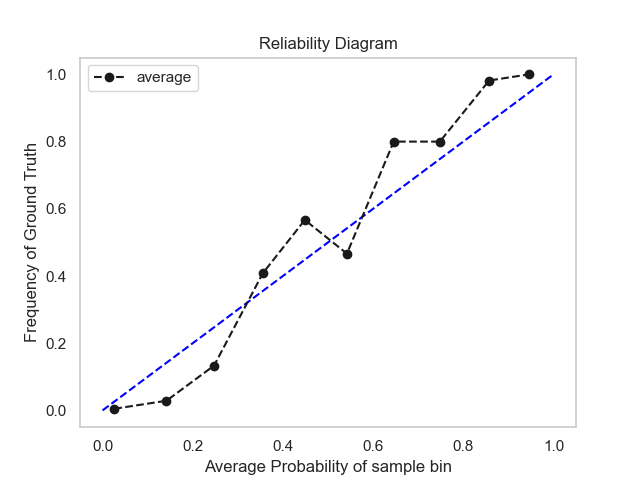 Reliability Diagram
average
Frequency of Ground Truth
1.0
0.8
0.6
0.4
0.2
0.0
0.0 0.2 0.4 0.6 0.8 1.0
Average Probability of sample bin